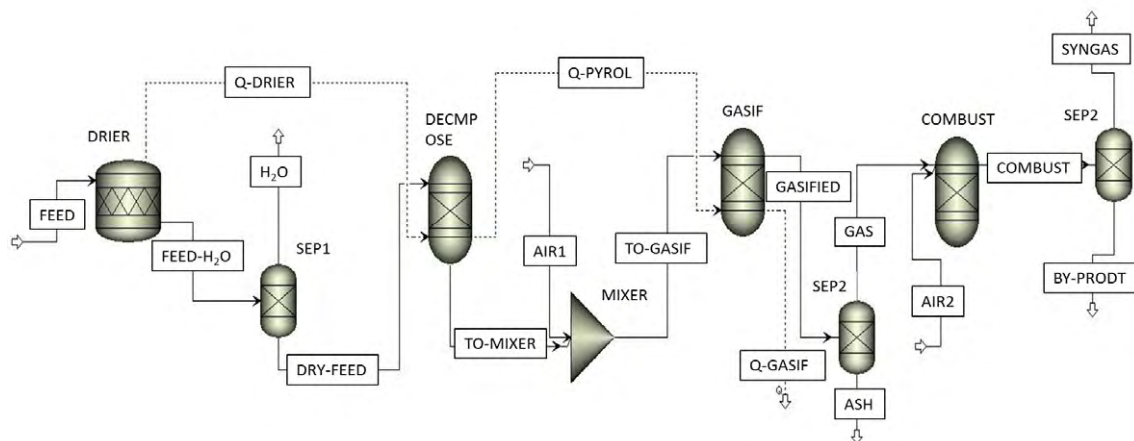 SYNGAS
Q-DRIER
Q-PYROL
DECMP
OSE
GASIF
COMBUST
SEP2
DRIER
H₂O
FEED
GASIFIED
COMBUST
FEED-H₂O
SEP1
AIR1
TO-GASIF
GAS
SEP2
AIR2
BY-PRODT
MIXER
TO-MIXER
DRY-FEED
Q-GASIF
Q
ASH